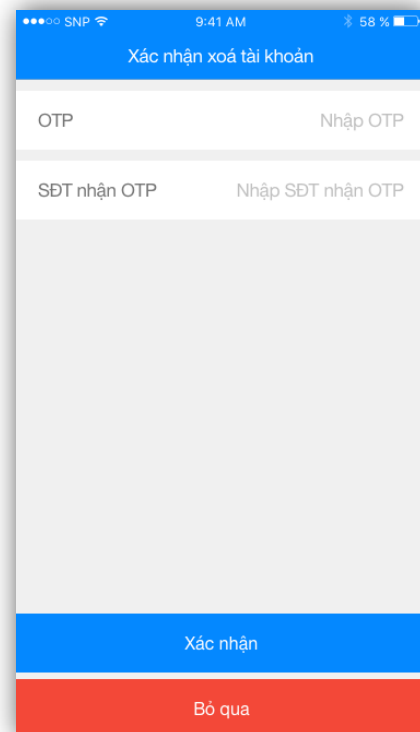 SNP 9:41 AM 58 %
Xác nhận xoá tài khoản
OTP Nhập OTP
SĐT nhận OTP Nhập SĐT nhận OTP
Xác nhận
Bỏ qua